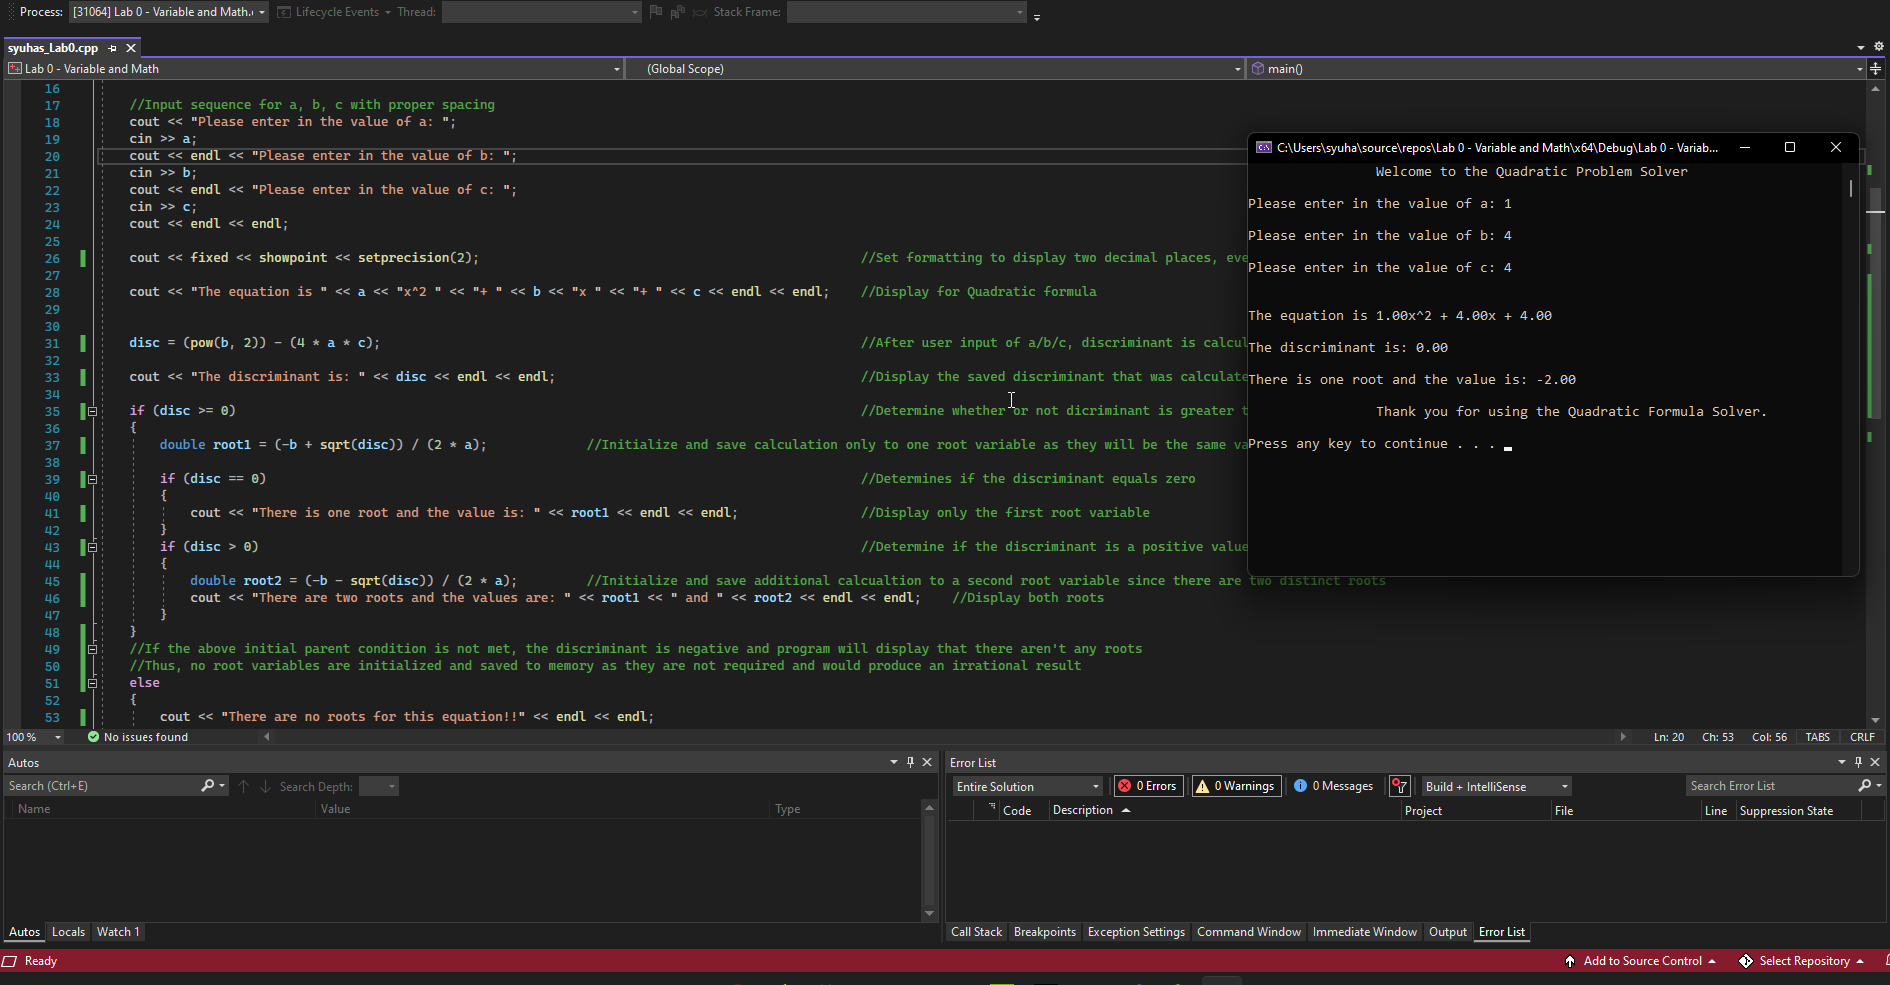 Process: [31064] Lab 0 - Variable and Math. Lifecycle Events Thread: Stack Frame:
syuhas_Lab0.cpp
Lab 0 - Variable and Math (Global Scope) main()
16
17 //Input sequence for a, b, c with proper spacing
18 cout << "Please enter in the value of a: ";
19 cin >> a;
20 cout << endl << "Please enter in the value of b: ";
21 cin >> b;
22 cout << endl << "Please enter in the value of c: ";
23 cin >> c;
24 cout << endl << endl;
25
26 cout << fixed << showpoint << setprecision(2); //Set formatting to display two decimal places, eve
27
28 cout << "The equation is " << a << "x^2 " << "+ " << b << "x " << "+ " << c << endl << endl; //Display for Quadratic formula
29
30
31 disc = (pow(b, 2)) - (4 * a * c); //After user input of a/b/c, discriminant is calcul
32
33 cout << "The discriminant is: " << disc << endl << endl; //Display the saved discriminant that was calculate
34
35 if (disc >= 0) //Determine whether or not dicriminant is greater t
36 {
37 double root1 = (-b + sqrt(disc)) / (2 * a); //Initialize and save calculation only to one root variable as they will be the same va
38
39 if (disc == 0) //Determines if the discriminant equals zero
40 {
41 cout << "There is one root and the value is: " << root1 << endl << endl; //Display only the first root variable
42 }
43 if (disc > 0) //Determine if the discriminant is a positive value
44 {
45 double root2 = (-b - sqrt(disc)) / (2 * a); //Initialize and save additional calcualtion to a second root variable since there are two distinct roots
46 cout << "There are two roots and the values are: " << root1 << " and " << root2 << endl << endl; //Display both roots
47 }
48 }
49 //If the above initial parent condition is not met, the discriminant is negative and program will display that there aren't any roots
50 //Thus, no root variables are initialized and saved to memory as they are not required and would produce an irrational result
51 else
52 {
53 cout << "There are no roots for this equation!!" << endl << endl;
C:\Users\syuha\source\repos\Lab 0 - Variable and Math\x64\Debug\Lab 0 - Variab...
Welcome to the Quadratic Problem Solver
Please enter in the value of a: 1
Please enter in the value of b: 4
Please enter in the value of c: 4
The equation is 1.00x^2 + 4.00x + 4.00
The discriminant is: 0.00
There is one root and the value is: -2.00
Thank you for using the Quadratic Formula Solver.
Press any key to continue . . .
100 % No issues found Ln: 20 Ch: 53 Col: 56 TABS CRLF
Autos
Search (Ctrl+E) Search Depth:
Name Value Type
Autos Locals Watch 1
Error List
Entire Solution 0 Errors 0 Warnings 0 Messages Build + IntelliSense Search Error List
Code Description Project File Line Suppression State
Call Stack Breakpoints Exception Settings Command Window Immediate Window Output Error List
Ready Add to Source Control Select Repository